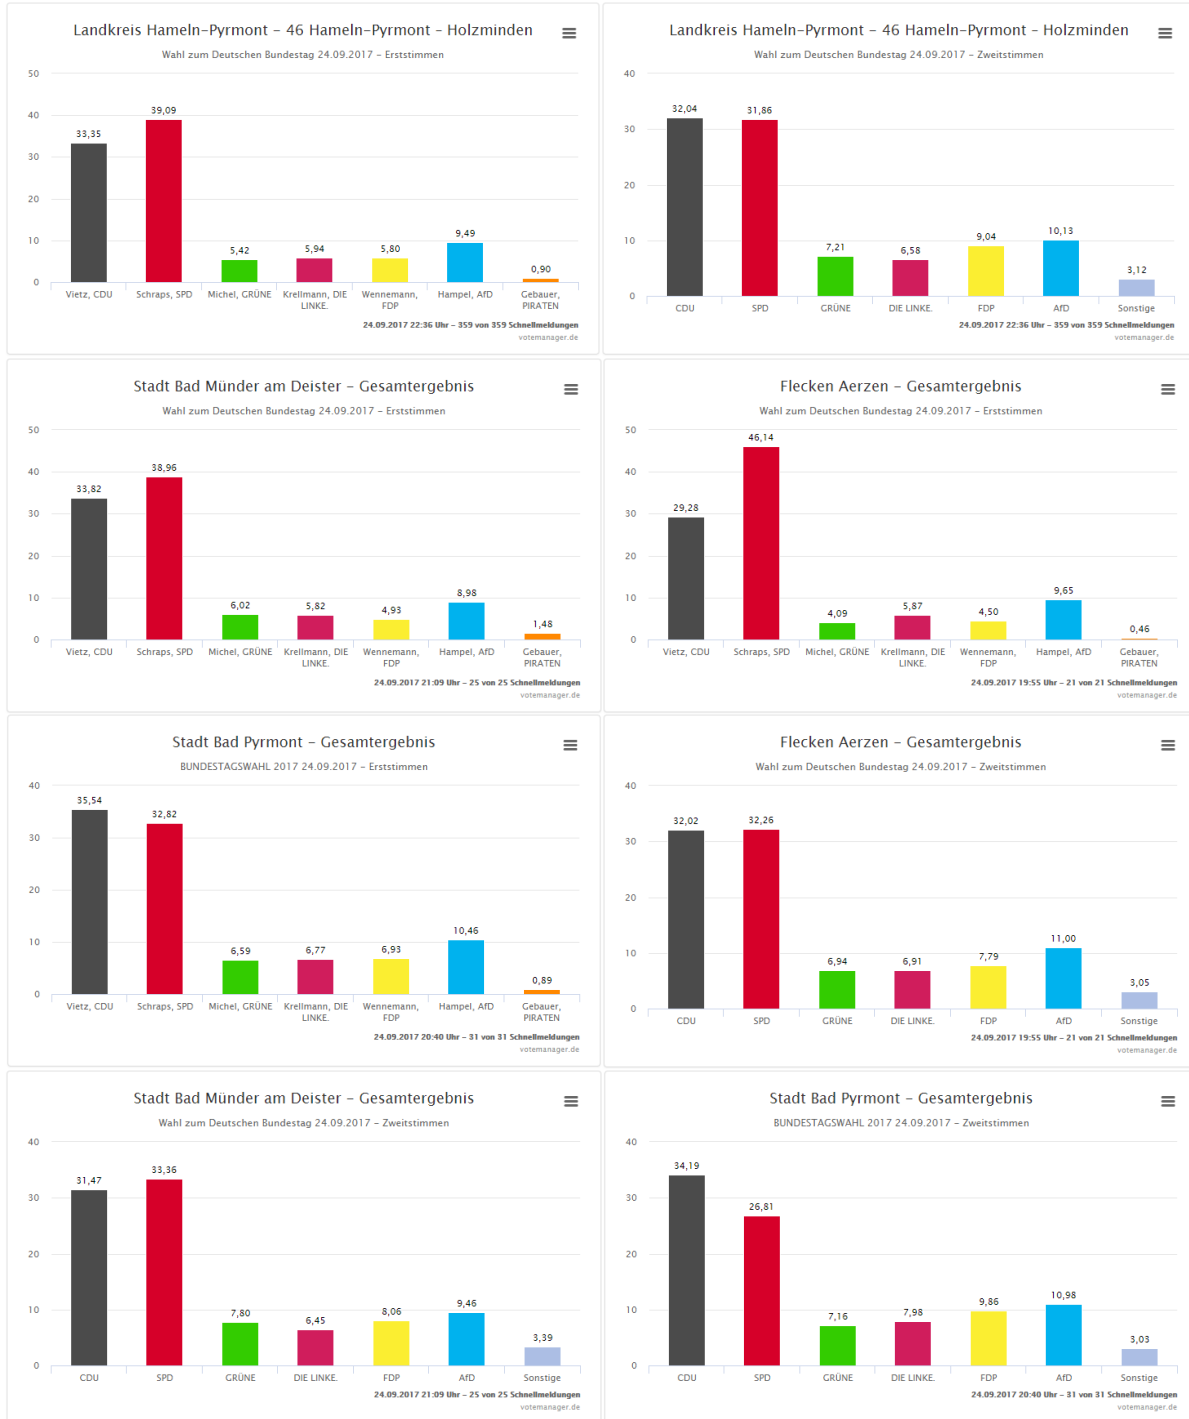 Landkreis Hameln-Pyrmont - 46 Hameln-Pyrmont - Holzminden
Wahl zum Deutschen Bundestag 24.09.2017 - Erststimmen
50
40
30
20
10
0
33,35
39,09
5,42
5,94
5,80
9,49
0,90
Vietz, CDU
Schraps, SPD
Michel, GRÜNE
Krellmann, DIE
LINKE.
Wennemann,
FDP
Hampel, AfD
Gebauer,
PIRATEN
24.09.2017 22:36 Uhr - 359 von 359 Schnellmeldungen
votemanager.de
Landkreis Hameln-Pyrmont - 46 Hameln-Pyrmont - Holzminden
Wahl zum Deutschen Bundestag 24.09.2017 - Zweitstimmen
40
30
20
10
0
32,04
31,86
7,21
6,58
9,04
10,13
3,12
CDU
SPD
GRÜNE
DIE LINKE.
FDP
AfD
Sonstige
24.09.2017 22:36 Uhr - 359 von 359 Schnellmeldungen
votemanager.de
Stadt Bad Münder am Deister - Gesamtergebnis
Wahl zum Deutschen Bundestag 24.09.2017 - Erststimmen
50
40
30
20
10
0
33,82
38,96
6,02
5,82
4,93
8,98
1,48
Vietz, CDU
Schraps, SPD
Michel, GRÜNE
Krellmann, DIE
LINKE.
Wennemann,
FDP
Hampel, AfD
Gebauer,
PIRATEN
24.09.2017 21:09 Uhr - 25 von 25 Schnellmeldungen
votemanager.de
Flecken Aerzen - Gesamtergebnis
Wahl zum Deutschen Bundestag 24.09.2017 - Erststimmen
50
40
30
20
10
0
29,28
46,14
4,09
5,87
4,50
9,65
0,46
Vietz, CDU
Schraps, SPD
Michel, GRÜNE
Krellmann, DIE
LINKE.
Wennemann,
FDP
Hampel, AfD
Gebauer,
PIRATEN
24.09.2017 19:55 Uhr - 21 von 21 Schnellmeldungen
votemanager.de
Stadt Bad Pyrmont - Gesamtergebnis
BUNDESTAGSWAHL 2017 24.09.2017 - Erststimmen
40
30
20
10
0
35,54
32,82
6,59
6,77
6,93
10,46
0,89
Vietz, CDU
Schraps, SPD
Michel, GRÜNE
Krellmann, DIE
LINKE.
Wennemann,
FDP
Hampel, AfD
Gebauer,
PIRATEN
24.09.2017 20:40 Uhr - 31 von 31 Schnellmeldungen
votemanager.de
Flecken Aerzen - Gesamtergebnis
Wahl zum Deutschen Bundestag 24.09.2017 - Zweitstimmen
40
30
20
10
0
32,02
32,26
6,94
6,91
7,79
11,00
3,05
CDU
SPD
GRÜNE
DIE LINKE.
FDP
AfD
Sonstige
24.09.2017 19:55 Uhr - 21 von 21 Schnellmeldungen
votemanager.de
Stadt Bad Münder am Deister - Gesamtergebnis
Wahl zum Deutschen Bundestag 24.09.2017 - Zweitstimmen
40
30
20
10
0
31,47
33,36
7,80
6,45
8,06
9,46
3,39
CDU
SPD
GRÜNE
DIE LINKE.
FDP
AfD
Sonstige
24.09.2017 21:09 Uhr - 25 von 25 Schnellmeldungen
votemanager.de
Stadt Bad Pyrmont - Gesamtergebnis
BUNDESTAGSWAHL 2017 24.09.2017 - Zweitstimmen
40
30
20
10
0
34,19
26,81
7,16
7,98
9,86
10,98
3,03
CDU
SPD
GRÜNE
DIE LINKE.
FDP
AfD
Sonstige
24.09.2017 20:40 Uhr - 31 von 31 Schnellmeldungen
votemanager.de